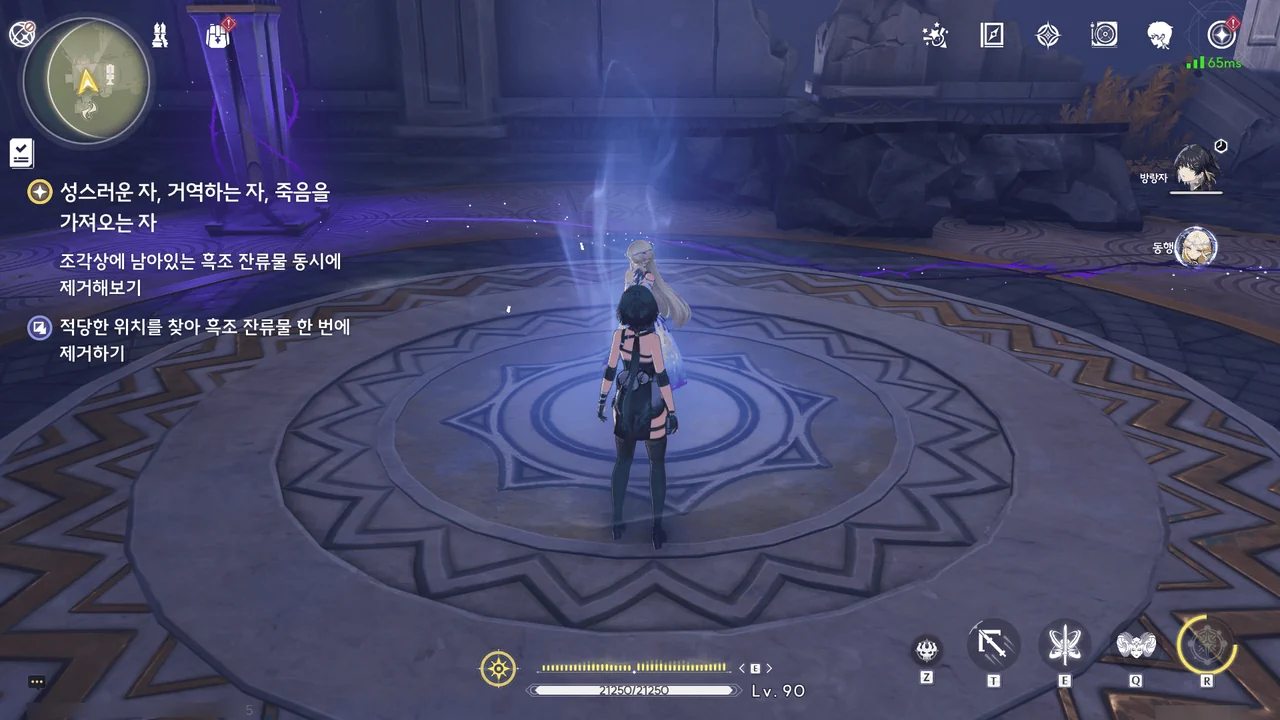 65ms
성스러운 자, 거역하는 자, 죽음을
가져오는 자
조각상에 남아있는 흑조 잔류물 동시에
제거해보기
적당한 위치를 찾아 흑조 잔류물 한 번에
제거하기
방랑자
동행
E
21250/21250
Lv. 90
Z
T
E
Q
R
5